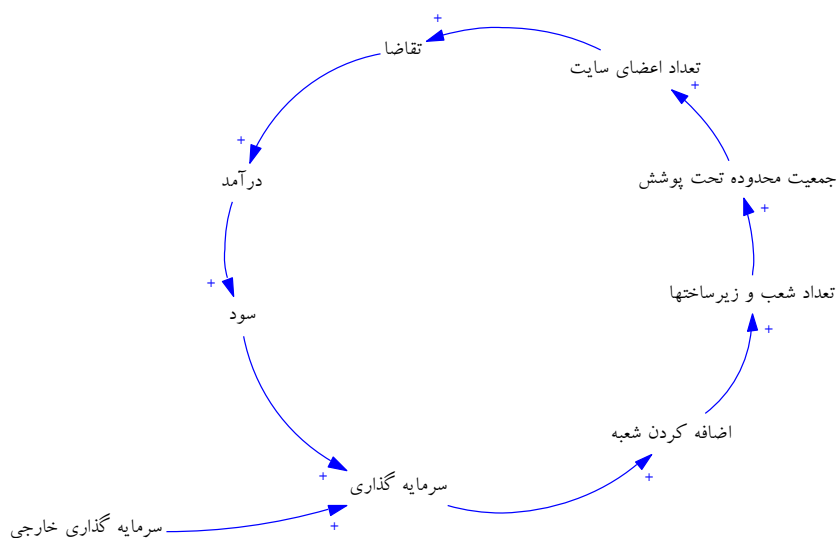 +
تقاضا
تعداد اعضای سایت
+
+
درآمد
جمعیت محدوده تحت پوشش
+
+
تعداد شعب و زیرساختها
سود
+
اضافه کردن شعبه
+
سرمایه گذاری
+
+
سرمایه گذاری خارجی